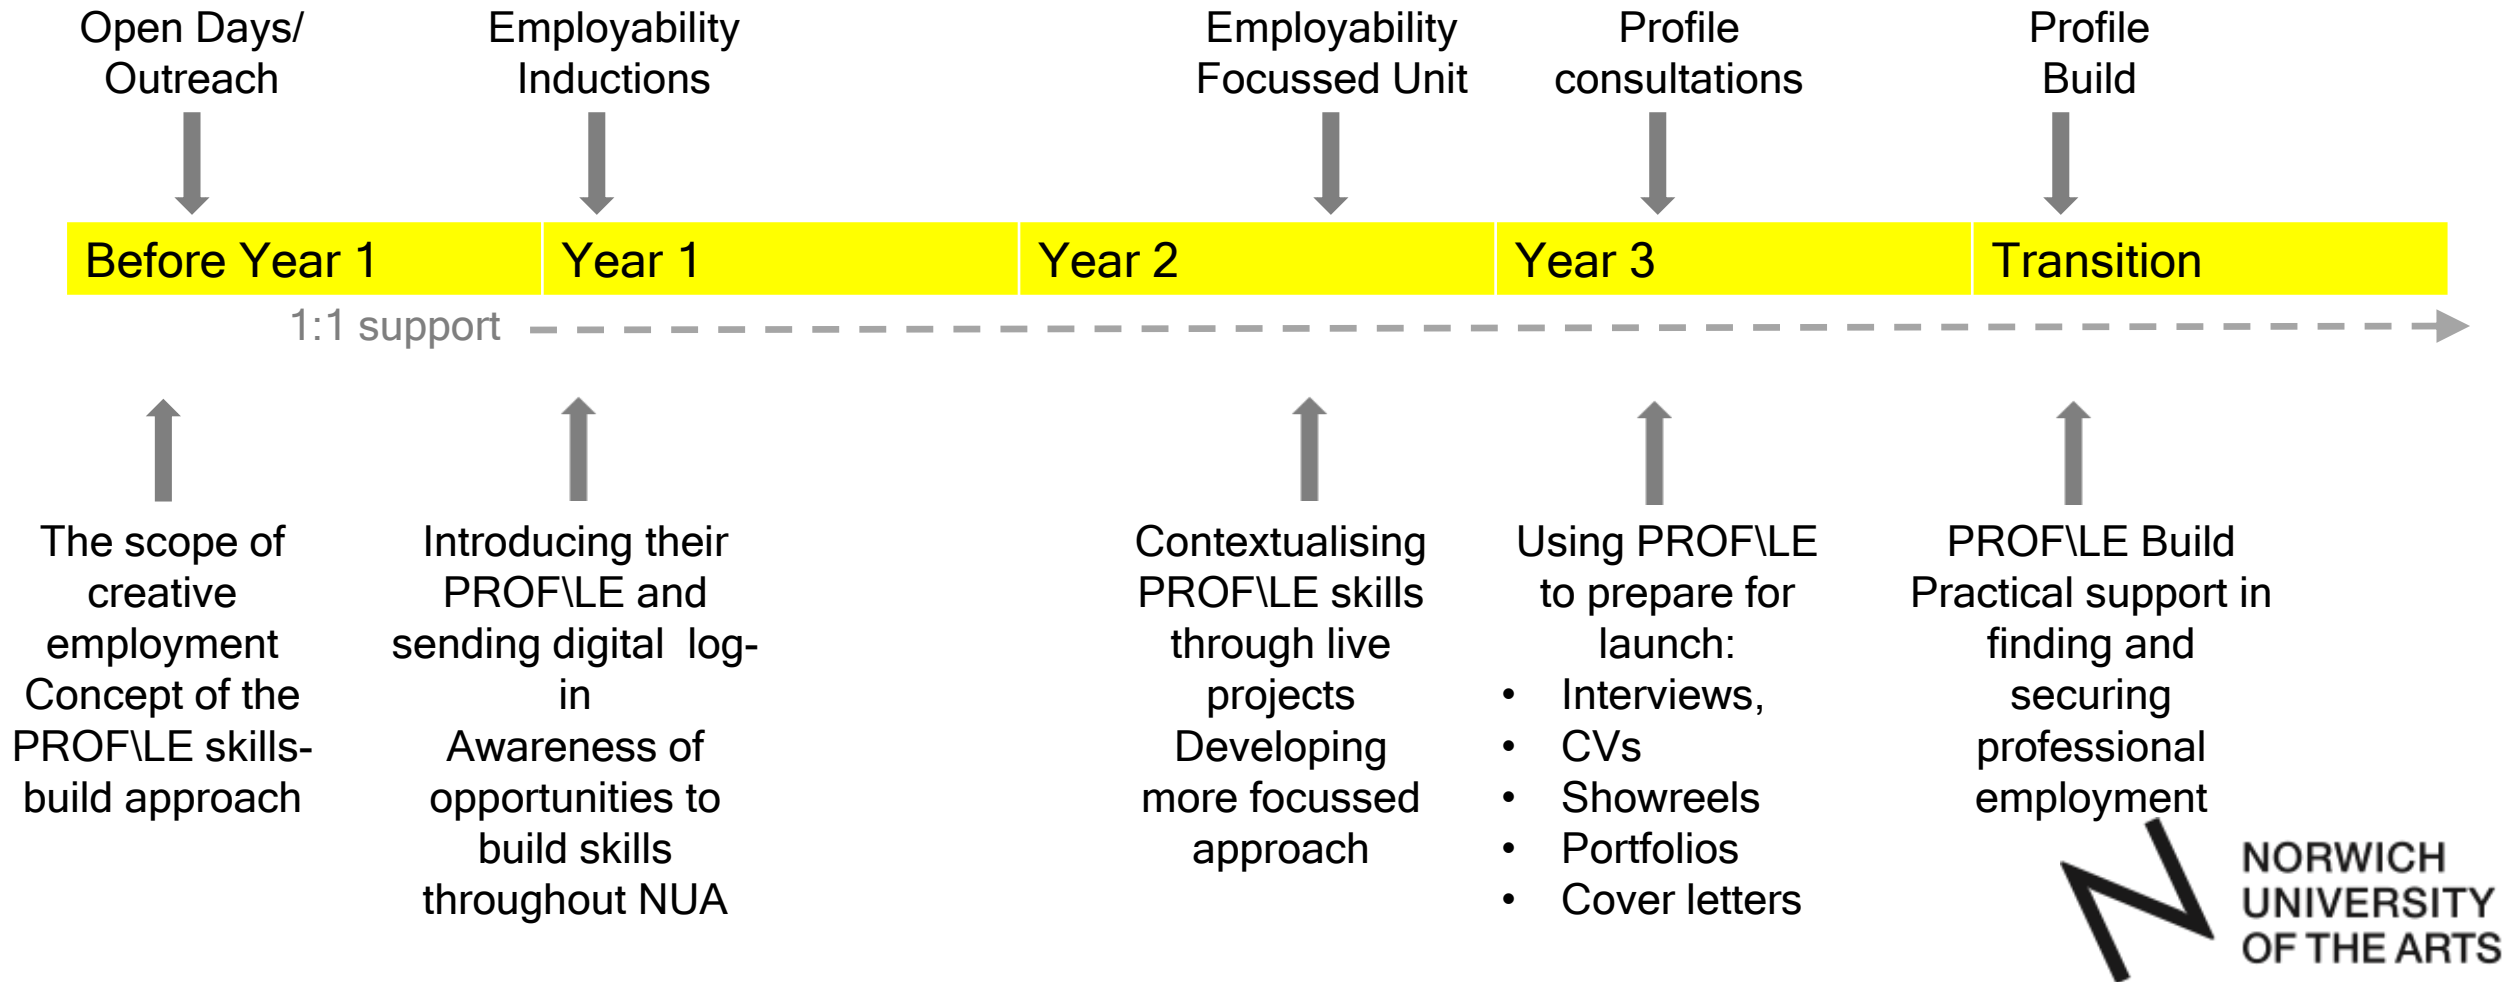 Open Days/
Outreach
Employability
Inductions
Employability
Focussed Unit
Profile
consultations
Profile
Build
Before Year 1
Year 1
Year 2
Year 3
Transition
1:1 support
The scope of
creative
employment
Concept of the
PROF\LE skills-
build approach
Introducing their
PROF\LE and
sending digital  log-
in
Awareness of
opportunities to
build skills
throughout NUA
Contextualising
PROF\LE skills
through live
projects
Developing
more focussed
approach
Using PROF\LE
to prepare for
launch:
• Interviews,
• CVs
• Showreels
• Portfolios
• Cover letters
PROF\LE Build
Practical support in
finding and
securing
professional
employment
NORWICH
UNIVERSITY
OF THE ARTS